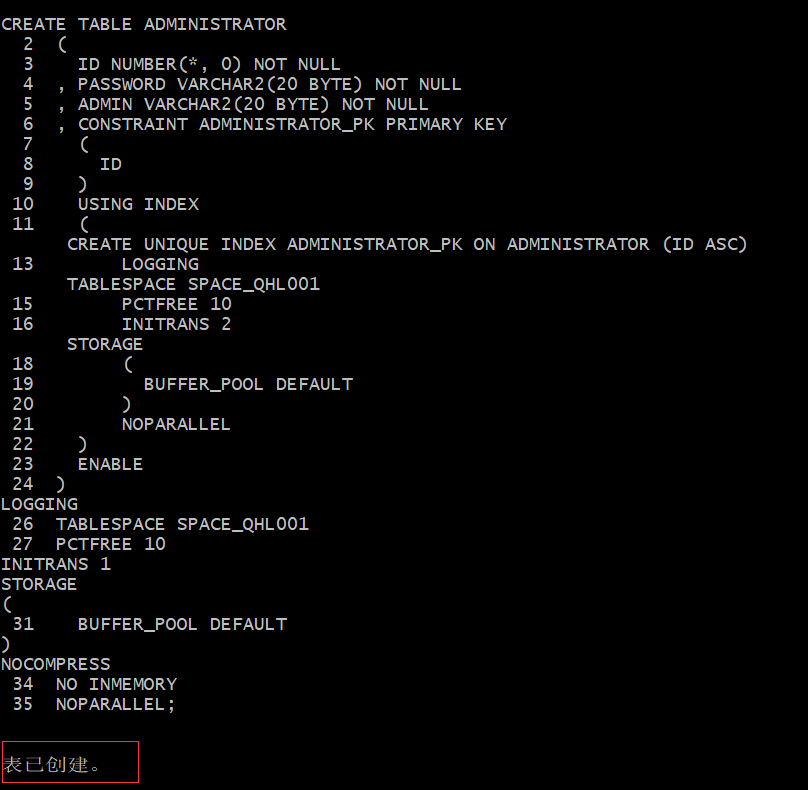 CREATE TABLE ADMINISTRATOR
  2  (
  3    ID NUMBER(*, 0) NOT NULL
  4  , PASSWORD VARCHAR2(20 BYTE) NOT NULL
  5  , ADMIN VARCHAR2(20 BYTE) NOT NULL
  6  , CONSTRAINT ADMINISTRATOR_PK PRIMARY KEY
  7    (
  8      ID
  9    )
 10    USING INDEX
 11    (
      CREATE UNIQUE INDEX ADMINISTRATOR_PK ON ADMINISTRATOR (ID ASC)
 13        LOGGING
      TABLESPACE SPACE_QHL001
 15        PCTFREE 10
 16        INITRANS 2
      STORAGE
 18        (
 19          BUFFER_POOL DEFAULT
 20        )
 21        NOPARALLEL
 22    )
 23    ENABLE
 24  )
LOGGING
 26  TABLESPACE SPACE_QHL001
 27  PCTFREE 10
INITRANS 1
STORAGE
(
 31    BUFFER_POOL DEFAULT
)
NOCOMPRESS
 34  NO INMEMORY
 35  NOPARALLEL;
表已创建。